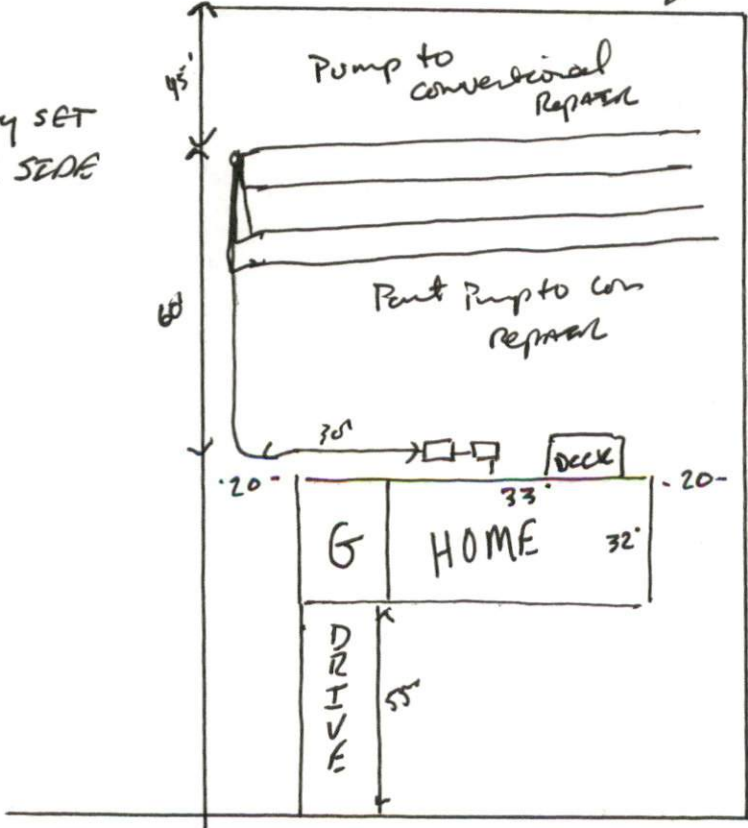 45'
Pump to
conventional
Repair
y SET
SIDE
60'
Pump to con
Repair
30'
DECK
-20-
33'
-20-
G
HOME
32'
DRIVE
55'